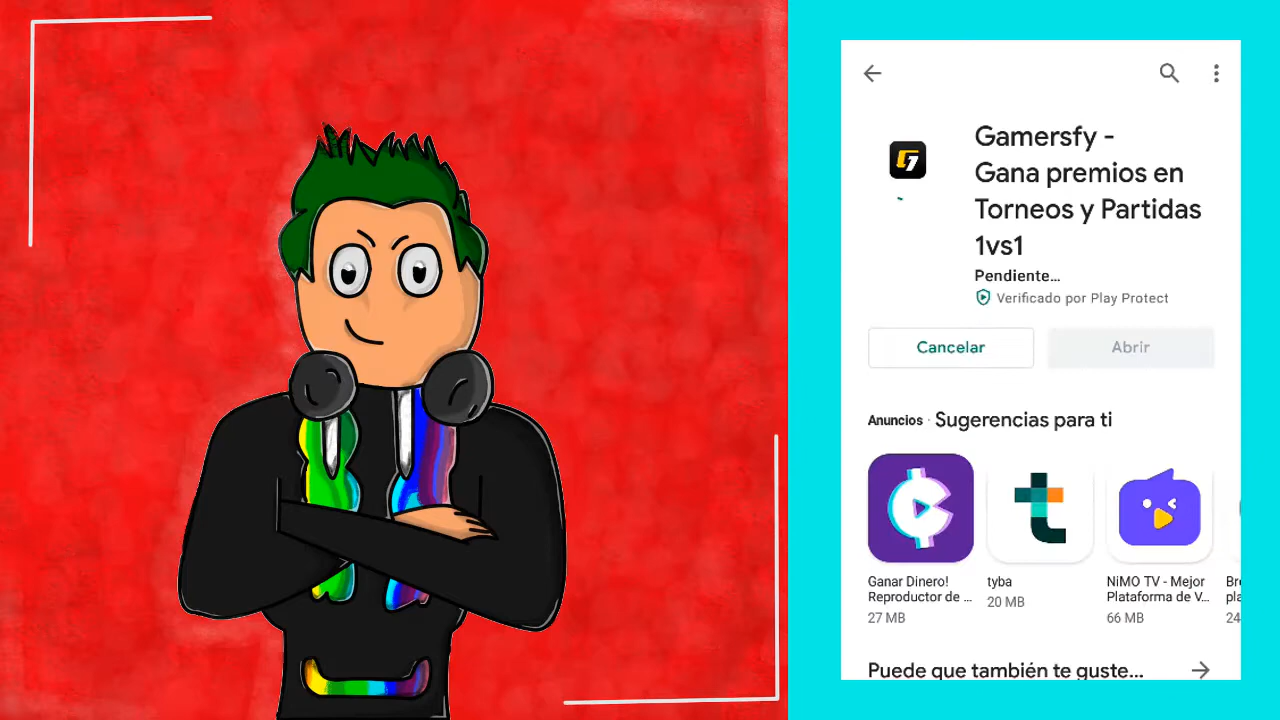 Gamersfy -
Gana premios en
Torneos y Partidas
1vs1
Pendiente...
Verificado por Play Protect
Cancelar
Abrir
Anuncios · Sugerencias para ti
Ganar Dinero!
Reproductor de ...
27 MB
tyba
20 MB
NiMO TV - Mejor
Plataforma de V...
66 MB
Puede que también te guste...